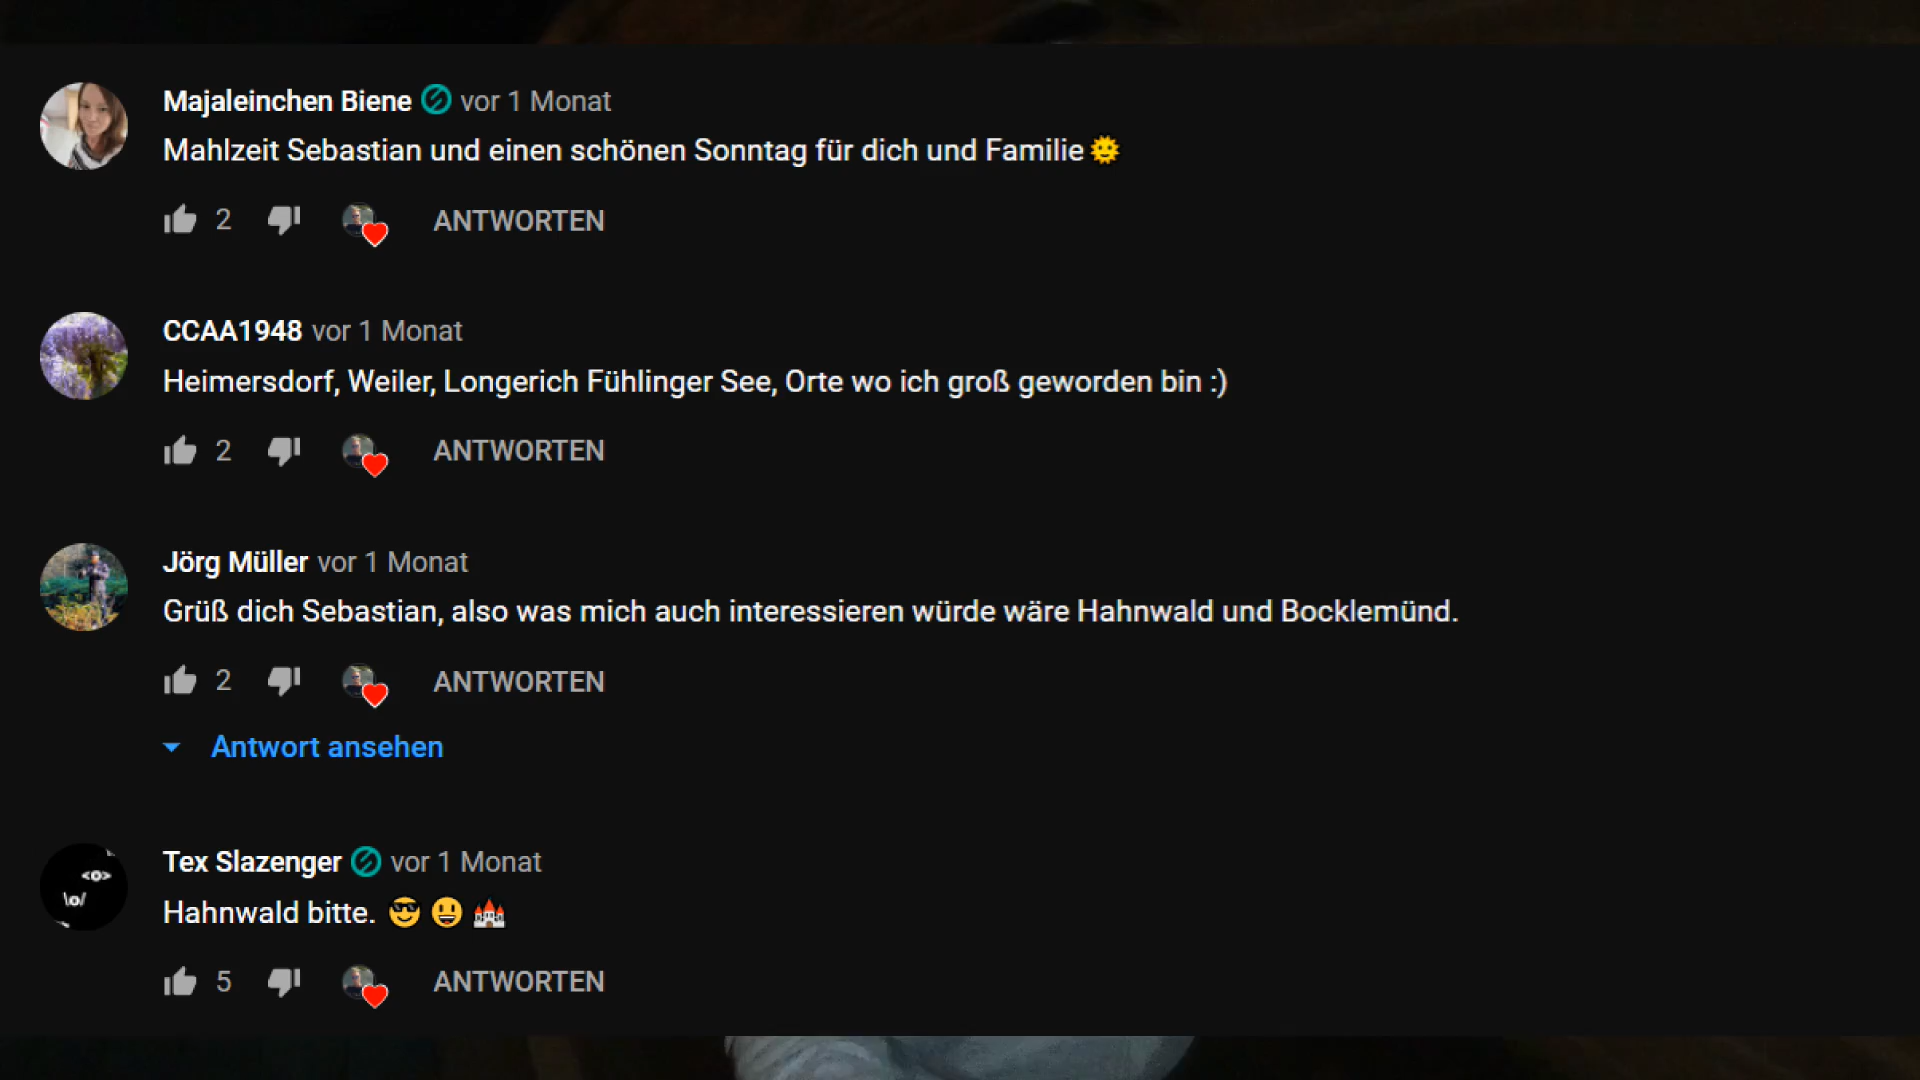 Majaleinchen Biene vor 1 Monat
Mahlzeit Sebastian und einen schönen Sonntag für dich und Familie🌞
2 ANTWORTEN
CCAA1948 vor 1 Monat
Heimersdorf, Weiler, Longerich Fühlinger See, Orte wo ich groß geworden bin :)
2 ANTWORTEN
Jörg Müller vor 1 Monat
Grüß dich Sebastian, also was mich auch interessieren würde wäre Hahnwald und Bocklemünd.
2 ANTWORTEN
Antwort ansehen
<o>
\o/
Tex Slazenger vor 1 Monat
Hahnwald bitte. 😎 😃 🏰
5 ANTWORTEN